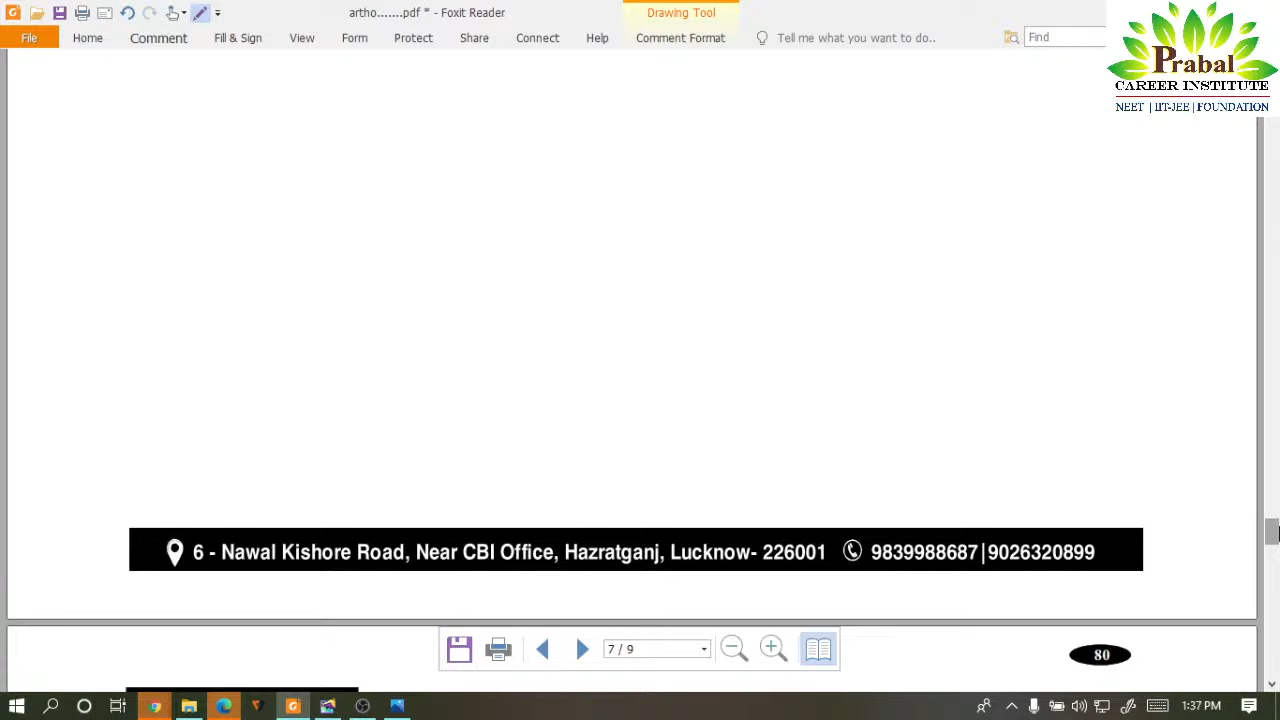 artho.......pdf * - Foxit Reader
Drawing Tool
File
Home
Comment
Fill & Sign
View
Form
Protect
Share
Connect
Help
Comment Format
Tell me what you want to do..
Find
Prabal
CAREER INSTITUTE
NEET | IIT-JEE | FOUNDATION
6 - Nawal Kishore Road, Near CBI Office, Hazratganj, Lucknow- 226001 9839988687|9026320899
7 / 9
80
1:37 PM